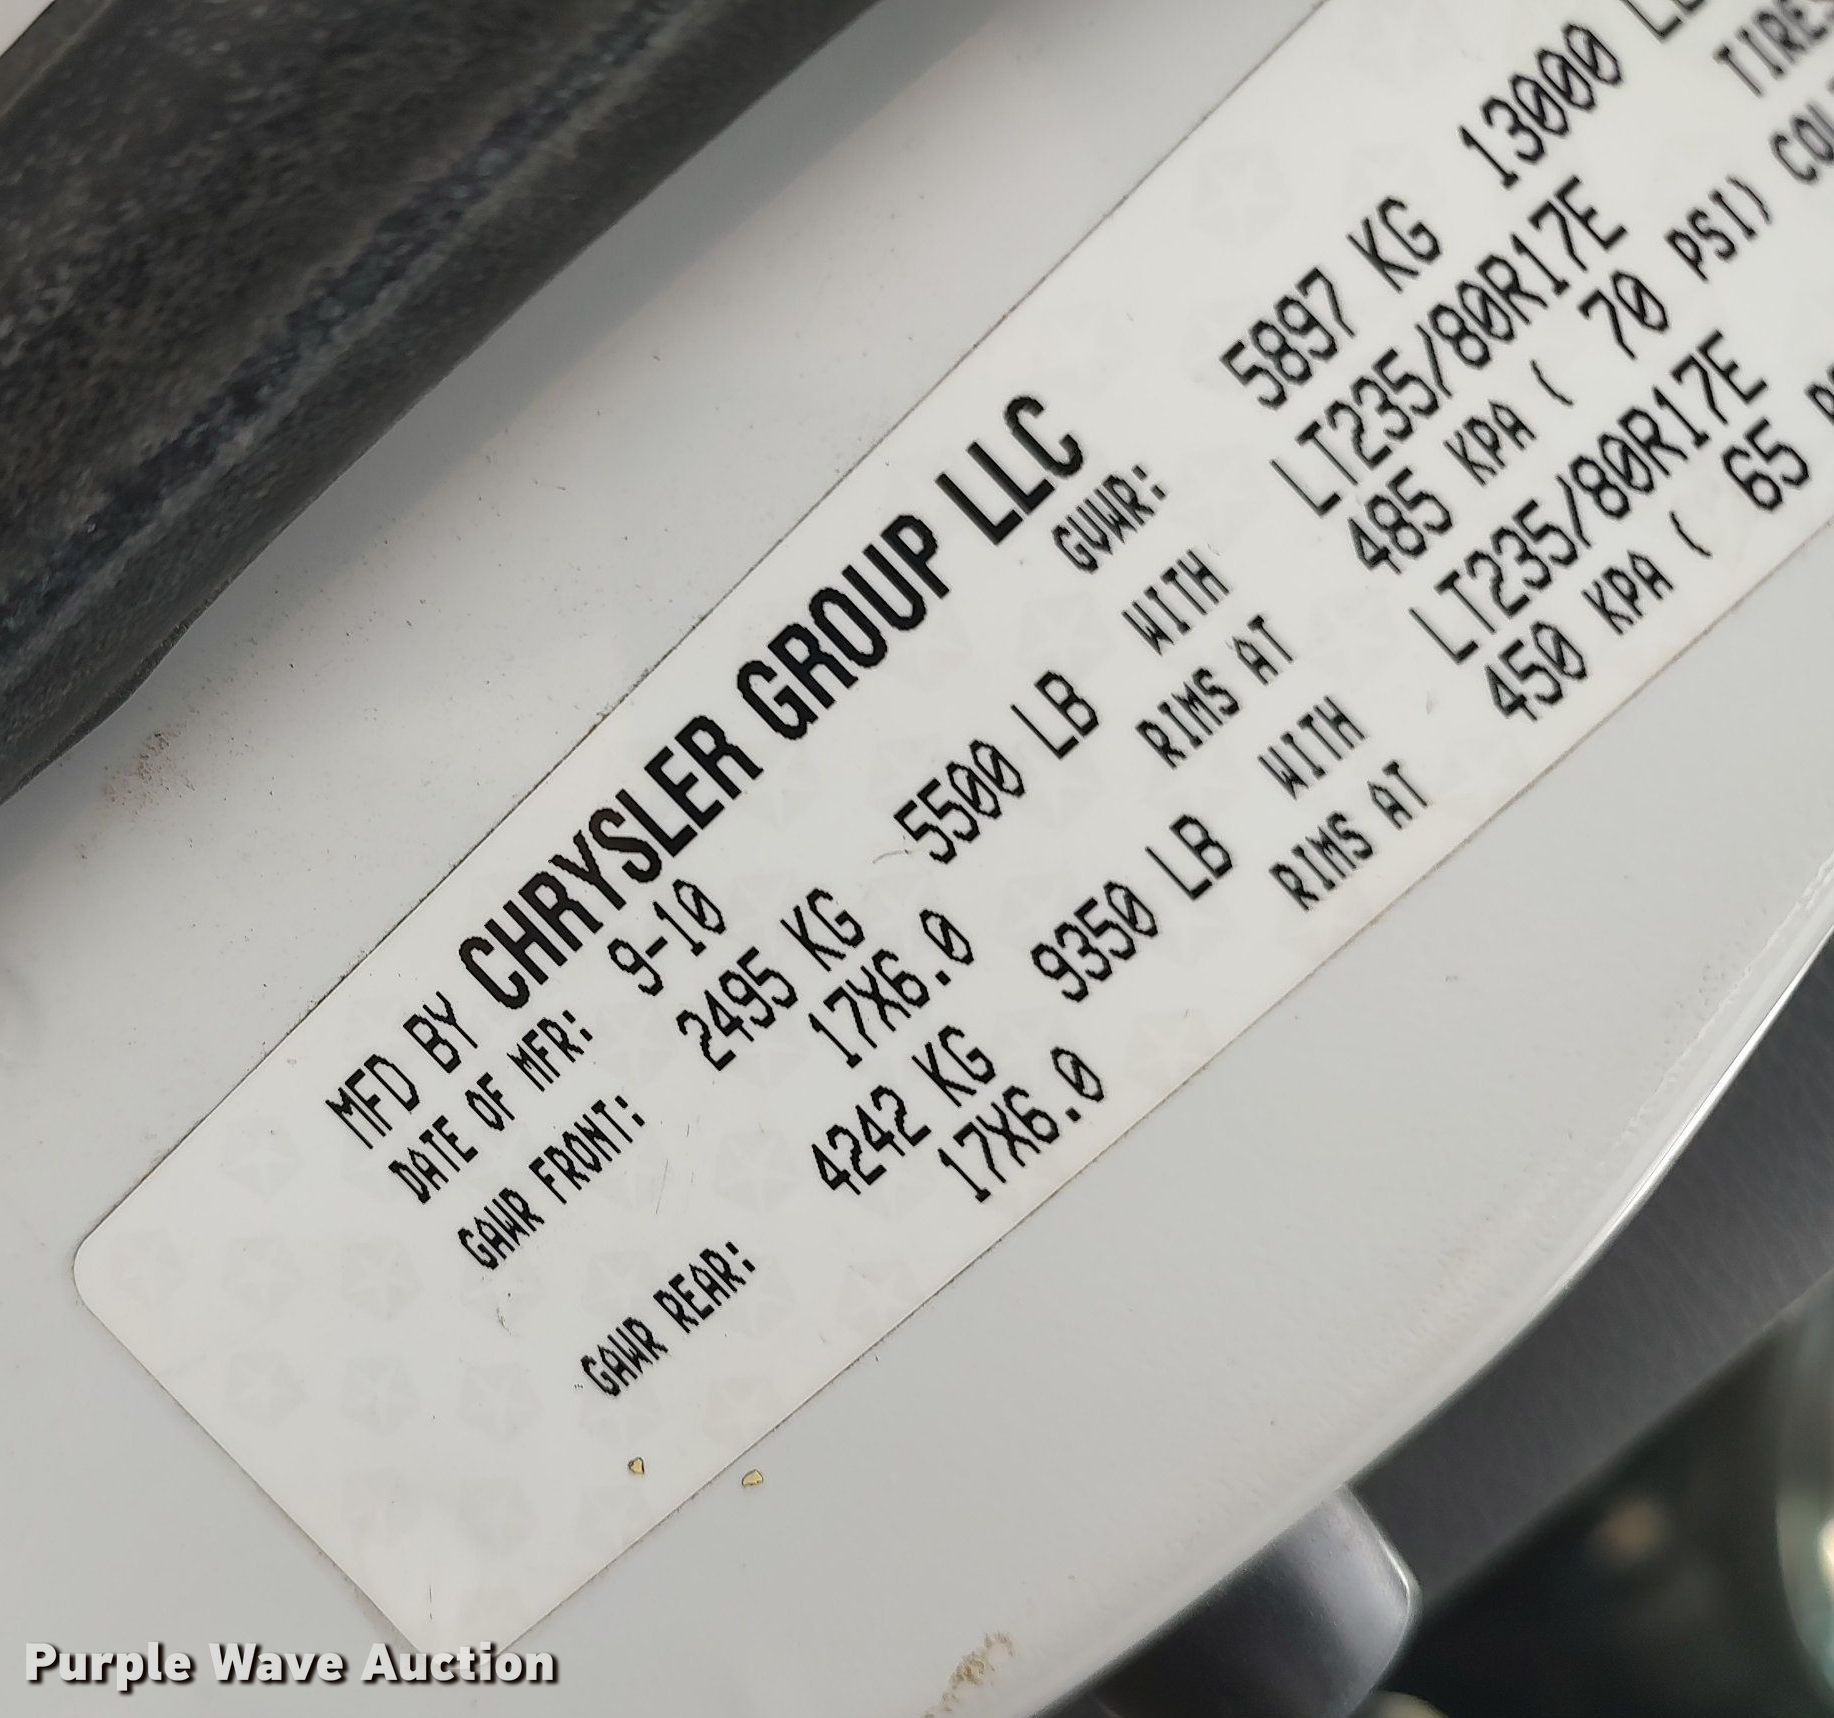 MFD BY CHRYSLER GROUP LLC
DATE OF MFR: 9-10 GVWR: 5897 KG 13000
GAWR FRONT: 2495 KG 5500 LB WITH LT235/80R17E TIRES
17X6.0 RIMS AT 485 KPA ( 70 PSI)
GAWR REAR: 4242 KG 9350 LB WITH LT235/80R17E
17X6.0 RIMS AT 450 KPA ( 65
Purple Wave Auction